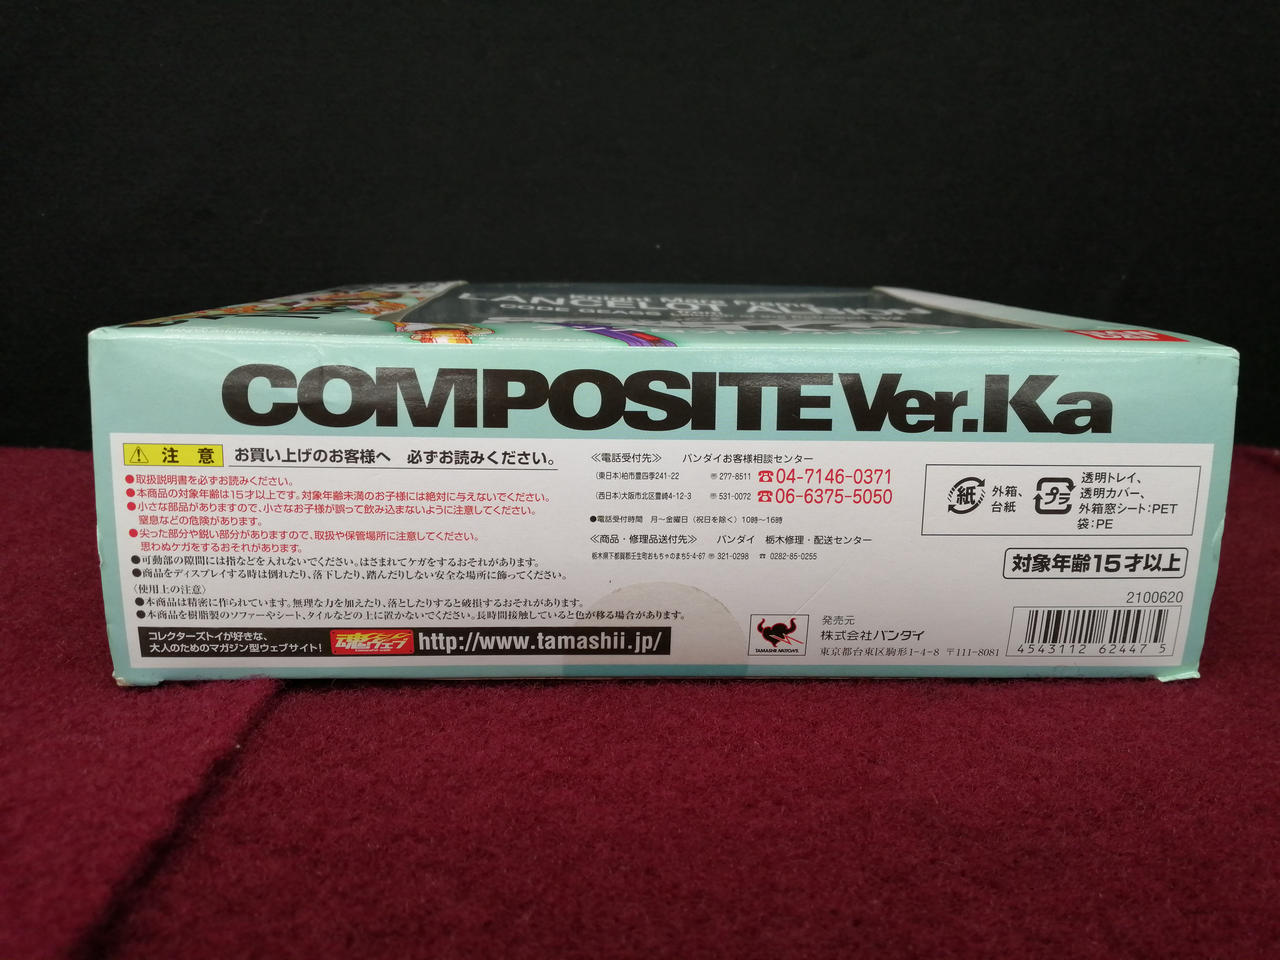 Knight Mare Frame
LANCELOT ALBION
COMPOSITE Ver.Ka
注意 お買い上げのお客様へ 必ずお読みください。
●取扱説明書を必ずお読みください。
●本商品の対象年齢は15才以上です。対象年齢未満のお子様には絶対に与えないでください。
●小さな部品がありますので、小さなお子様が誤って飲み込まないように注意してください。
窒息などの危険があります。
●尖った部分や鋭い部分がありますので、取扱や保管場所に注意してください。
思わぬケガをするおそれがあります。
●可動部の隙間には指などを入れないでください。はさまれてケガをするおそれがあります。
●商品をディスプレイする時は倒れたり、落下したり、踏んだりしない安全な場所に飾ってください。
〈使用上の注意〉
●本商品は精密に作られています。無理な力を加えたり、落としたりすると破損するおそれがあります。
●本商品を樹脂製のソファーやシート、タイルなどの上に置かないでください。長時間接触していると色が移る場合があります。
コレクターズトイが好きな、
大人のためのマガジン型ウェブサイト!
魂ウェブ
http://www.tamashii.jp/
≪電話受付先≫ バンダイお客様相談センター
(東日本)柏市豊四季241-22 〒277-8511 ☎04-7146-0371
(西日本)大阪市北区豊崎4-12-3 〒531-0072 ☎06-6375-5050
●電話受付時間 月〜金曜日(祝日を除く)10時〜16時
≪商品・修理品送付先≫ バンダイ 栃木修理・配送センター
栃木県下都賀郡壬生町おもちゃのまち5-4-67 〒321-0298 ☎ 0282-85-0255
TAMASHII NATIONS
発売元
株式会社バンダイ
東京都台東区駒形1-4-8 〒111-8081
紙
外箱、
台紙
プラ
透明トレイ、
透明カバー、
外箱窓シート:PET
袋:PE
対象年齢15才以上
2100620
4543112 62447 5